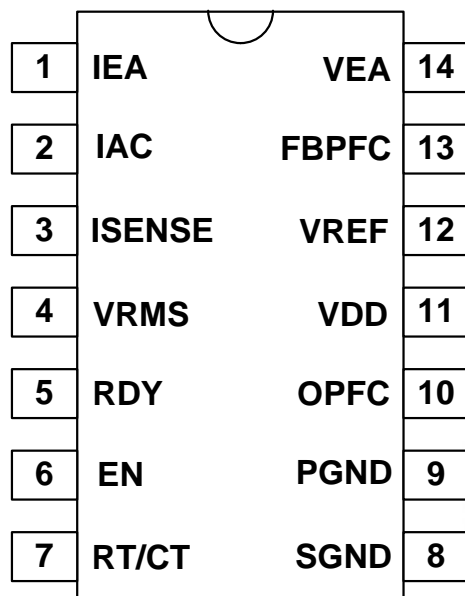 1 IEA VEA 14
2 IAC FBPFC 13
3 ISENSE VREF 12
4 VRMS VDD 11
5 RDY OPFC 10
6 EN PGND 9
7 RT/CT SGND 8